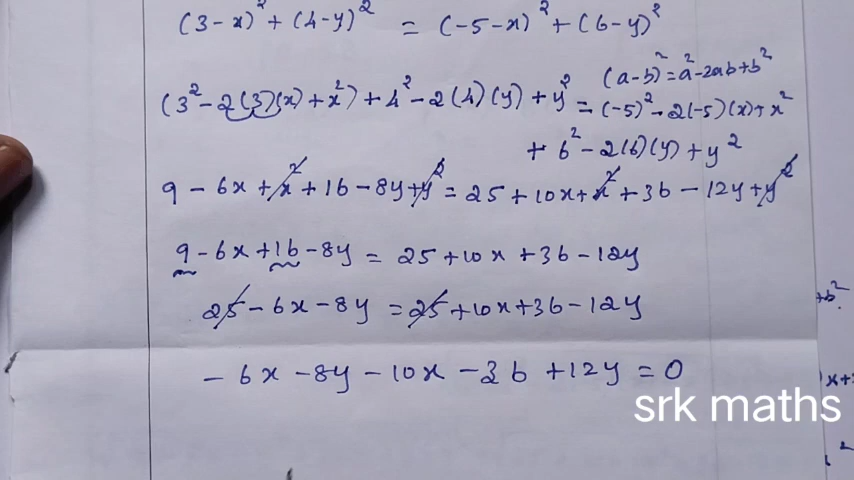 (3-x)² + (4-y)² = (-5-x)² + (6-y)²
(a-b)² = a²-2ab+b²
(3²-2(3)(x)+x²)+4²-2(4)(y)+y² = (-5)²-2(-5)(x)+x²
+ 6²-2(6)(y)+y²
9-6x+x²+16-8y+y² = 25+10x+x²+36-12y+y²
9-6x+16-8y = 25+10x+36-12y
25-6x-8y = 25+10x+36-12y
+b²
-6x-8y-10x-36+12y = 0
srk maths